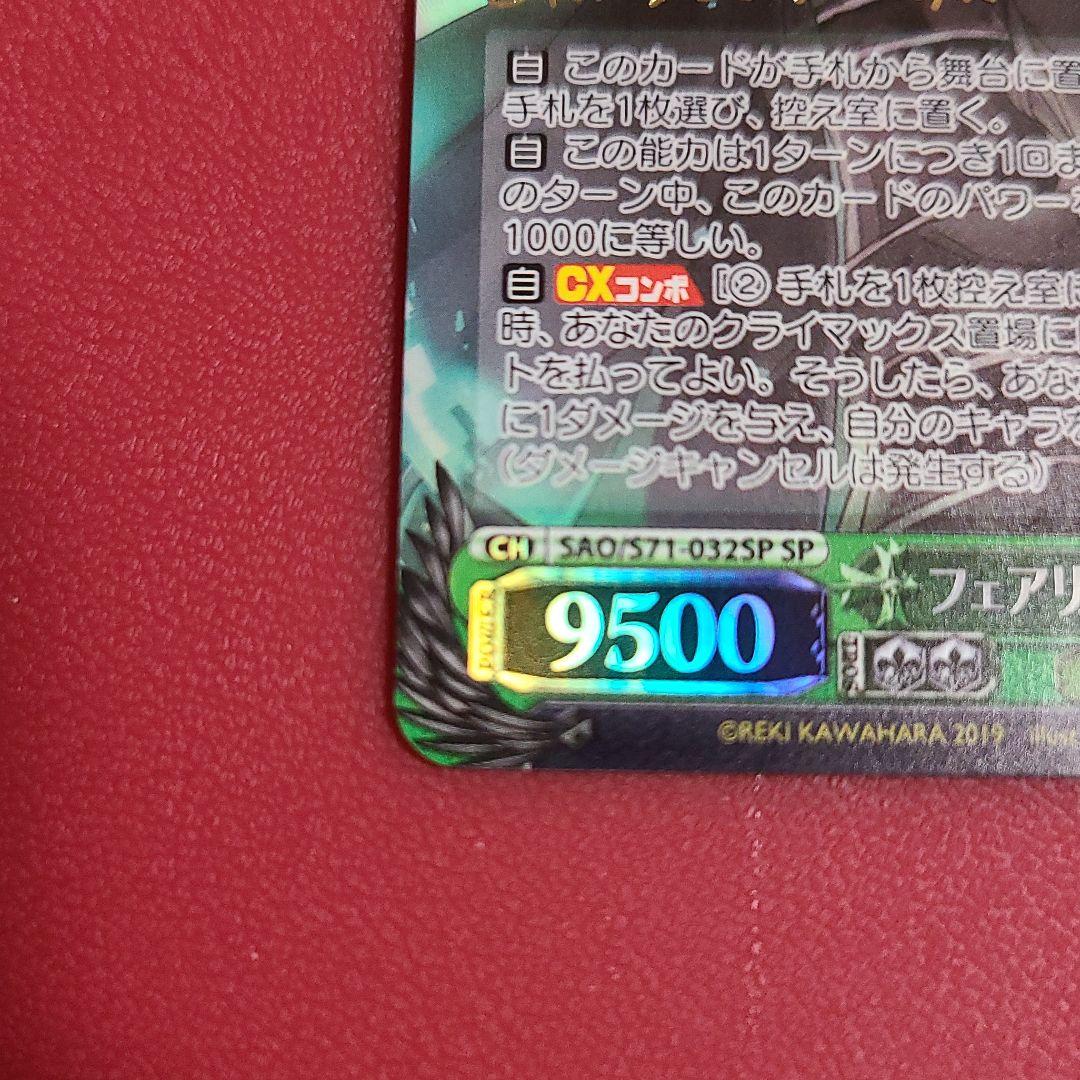 自 このカードが手札から舞台に置
手札を1枚選び、控え室に置く。
自 この能力は1ターンにつき1回ま
のターン中、このカードのパワーを
1000に等しい。
自 CXコンボ [② 手札を1枚控え室に
時、あなたのクライマックス置場に「
トを払ってよい。そうしたら、あな
に1ダメージを与え、自分のキャラを
(ダメージキャンセルは発生する)
CH SAO/S71-032SP SP
フェアリ
POWER 9500
SOUL
©REKI KAWAHARA 2019 illust.